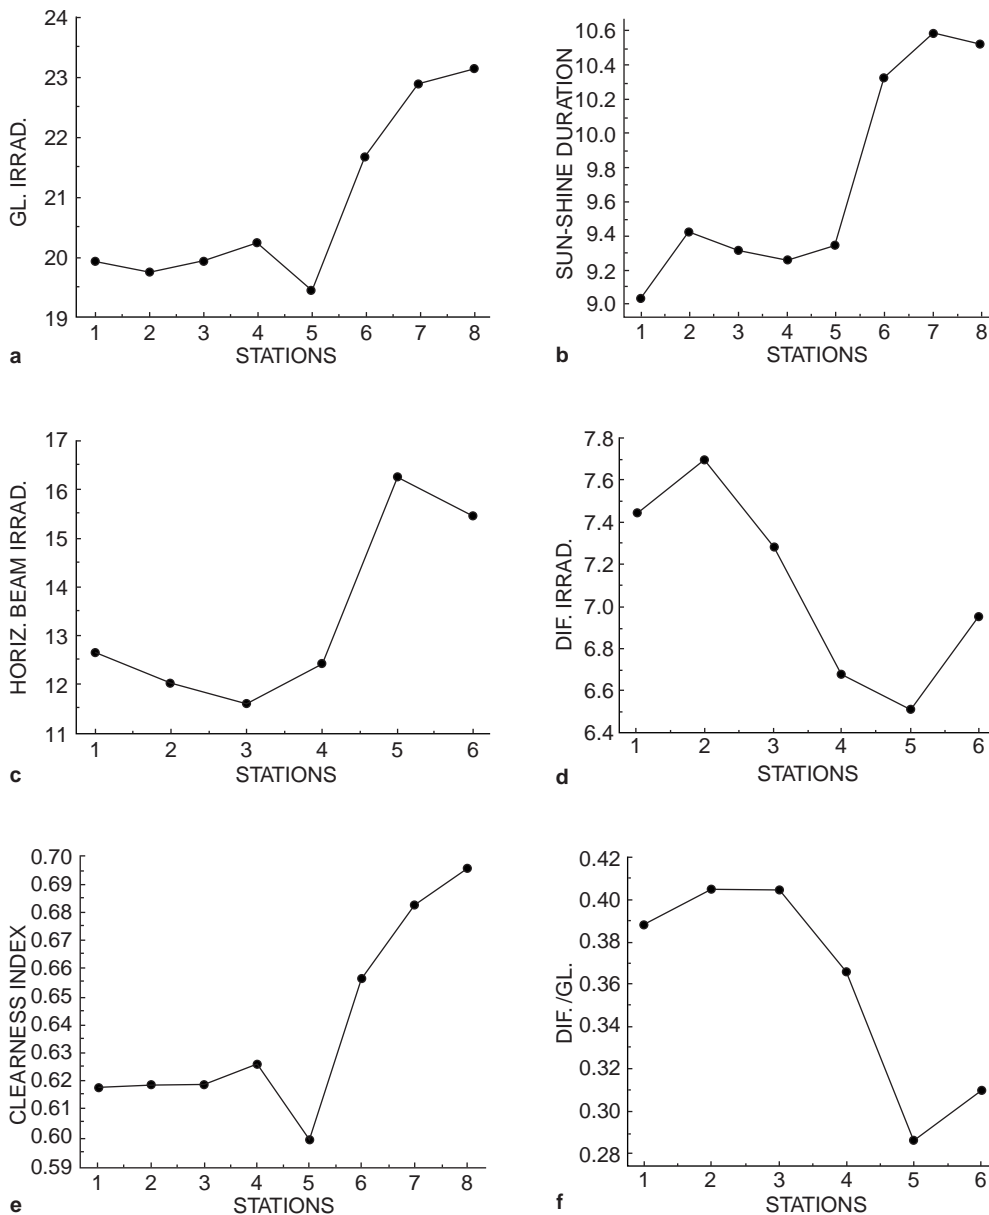 24
23
22
21
20
19
GL. IRRAD.
1 2 3 4 5 6 7 8
STATIONS
a
10.6
10.4
10.2
10.0
9.8
9.6
9.4
9.2
9.0
SUN-SHINE DURATION
1 2 3 4 5 6 7 8
STATIONS
b
17
16
15
14
13
12
11
HORIZ. BEAM IRRAD.
1 2 3 4 5 6
STATIONS
c
7.8
7.6
7.4
7.2
7.0
6.8
6.6
6.4
DIF. IRRAD.
1 2 3 4 5 6
STATIONS
d
0.70
0.69
0.68
0.67
0.66
0.65
0.64
0.63
0.62
0.61
0.60
0.59
CLEARNESS INDEX
1 2 3 4 5 6 7 8
STATIONS
e
0.42
0.40
0.38
0.36
0.34
0.32
0.30
0.28
DIF. /GL.
1 2 3 4 5 6
STATIONS
f